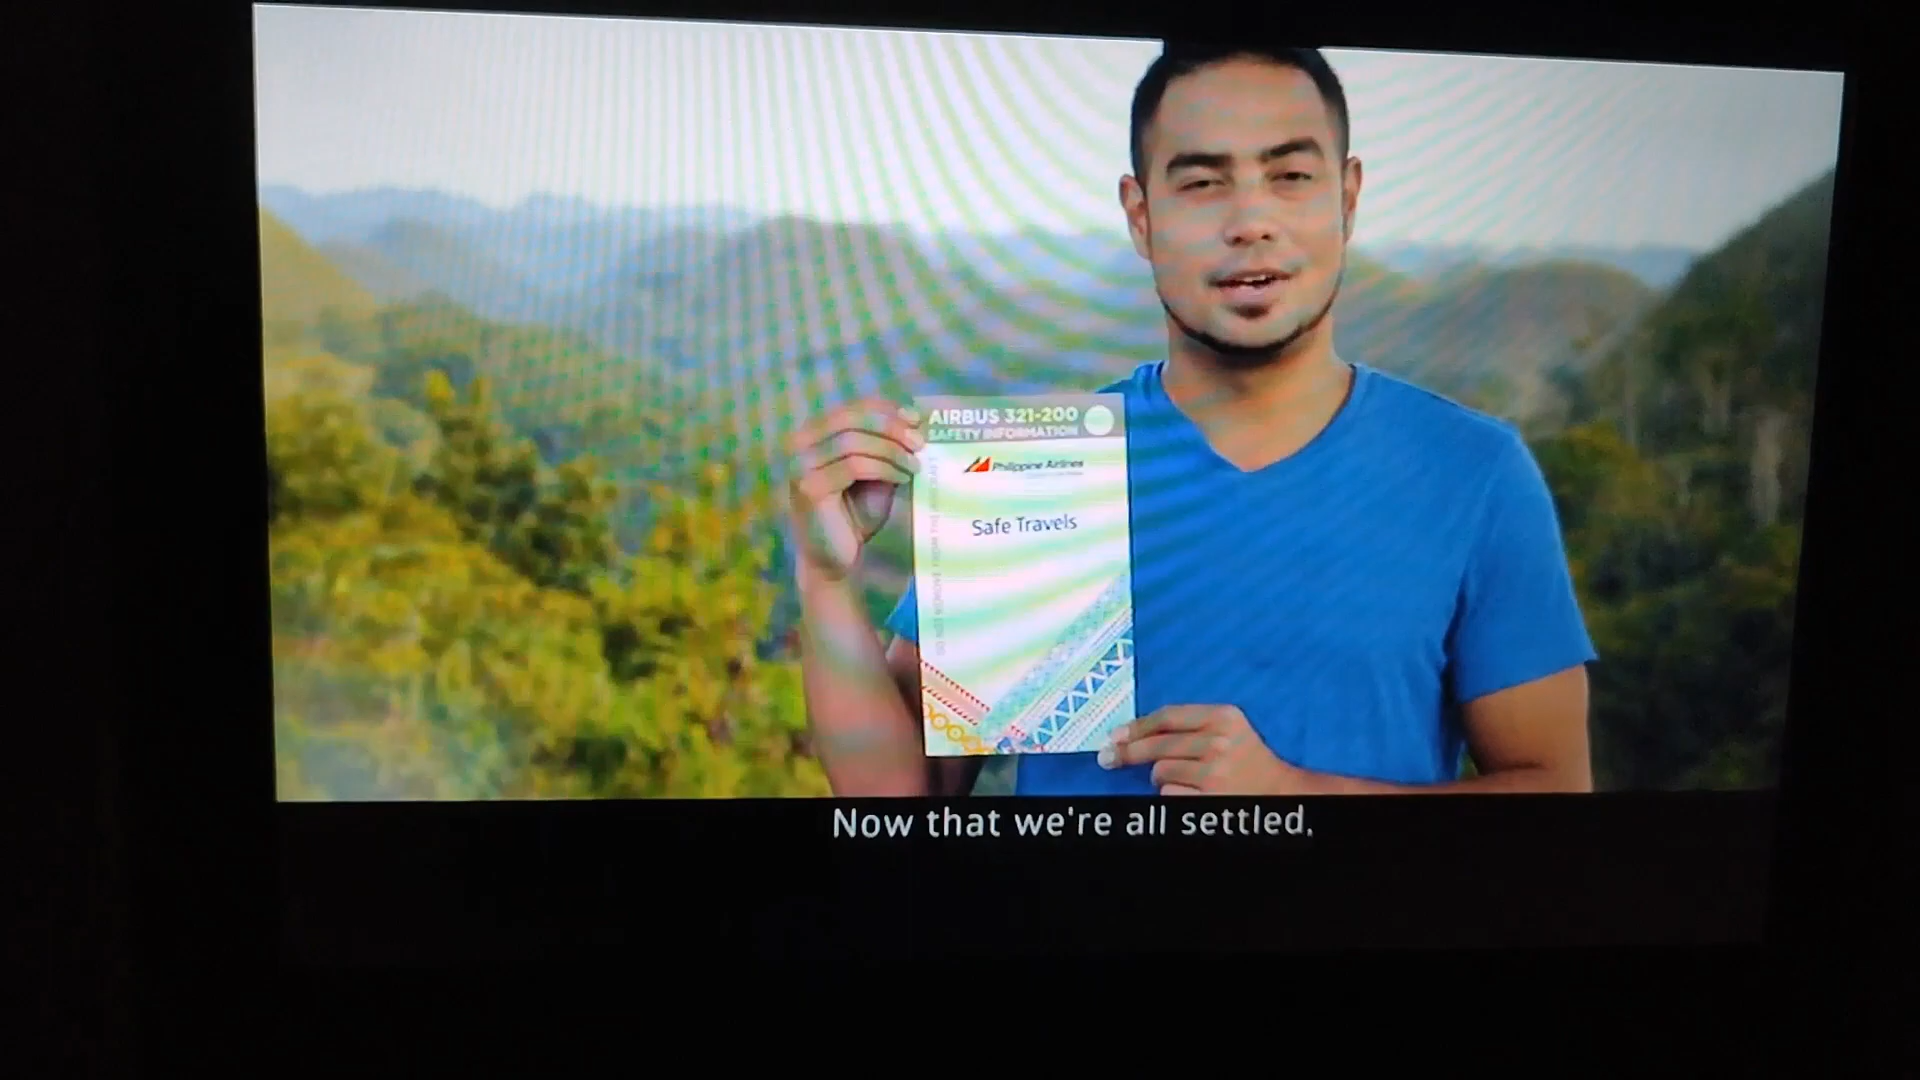 AIRBUS 321-200
SAFETY INFORMATION
Philippine Airlines
Safe Travels
Now that we're all settled,